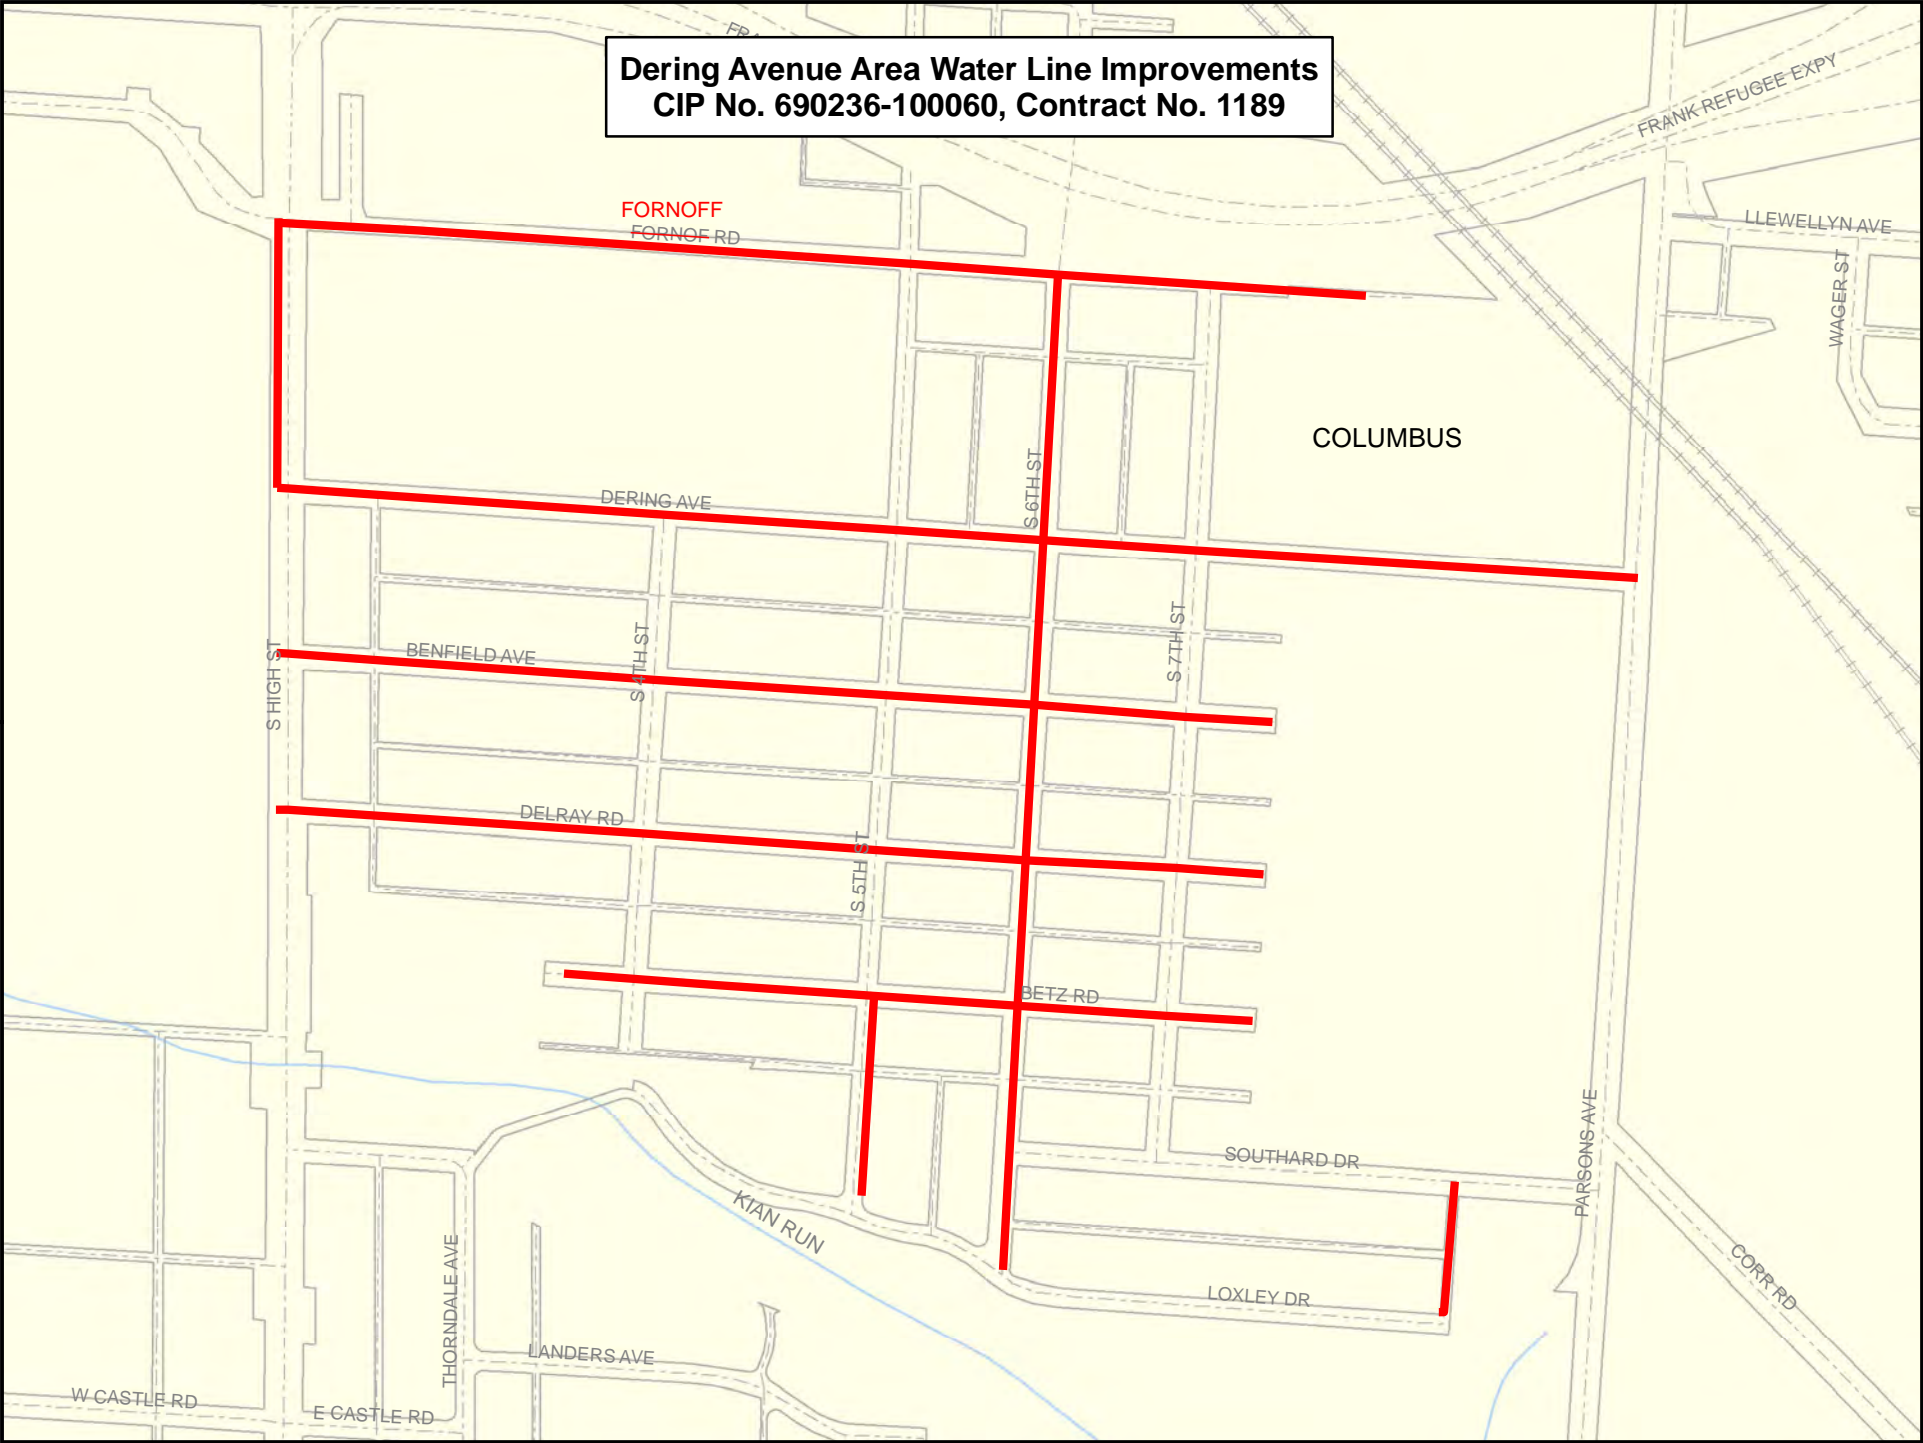 FR
Dering Avenue Area Water Line Improvements
CIP No. 690236-100060, Contract No. 1189
FRANK REFUGEE EXPY
FORNOFF
FORNOF RD
LLEWELLYN AVE
WAGER ST
COLUMBUS
S 6TH ST
DERING AVE
S HIGH ST
BENFIELD AVE
S 4TH ST
S 7TH ST
DELRAY RD
S 5TH ST
BETZ RD
PARSONS AVE
SOUTHARD DR
KIAN RUN
THORNDALE AVE
LOXLEY DR
CORR RD
LANDERS AVE
W CASTLE RD
E CASTLE RD